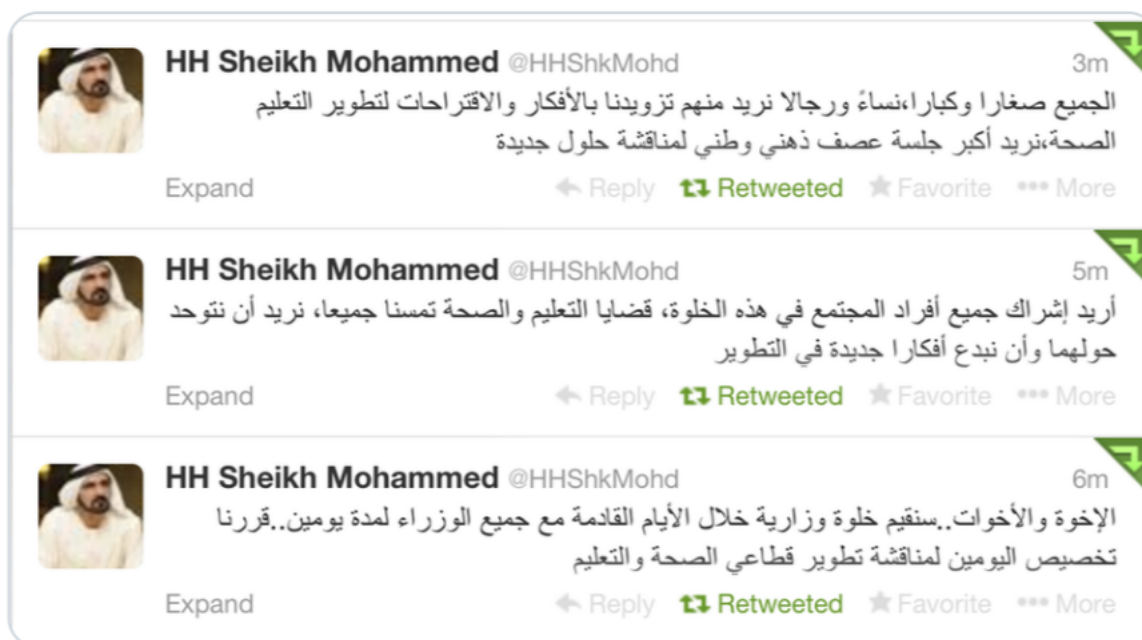 HH Sheikh Mohammed @HHShkMohd 3m
الجميع صغارا وكبارا،نساءً ورجالا نريد منهم تزويدنا بالأفكار والاقتراحات لتطوير التعليم
الصحة،نريد أكبر جلسة عصف ذهني وطني لمناقشة حلول جديدة
Expand Reply Retweeted Favorite More
HH Sheikh Mohammed @HHShkMohd 5m
أريد إشراك جميع أفراد المجتمع في هذه الخلوة، قضايا التعليم والصحة تمسنا جميعا، نريد أن نتوحد
حولهما وأن نبدع أفكارا جديدة في التطوير
Expand Reply Retweeted Favorite More
HH Sheikh Mohammed @HHShkMohd 6m
الإخوة والأخوات..سنقيم خلوة وزارية خلال الأيام القادمة مع جميع الوزراء لمدة يومين..قررنا
تخصيص اليومين لمناقشة تطوير قطاعي الصحة والتعليم
Expand Reply Retweeted Favorite More